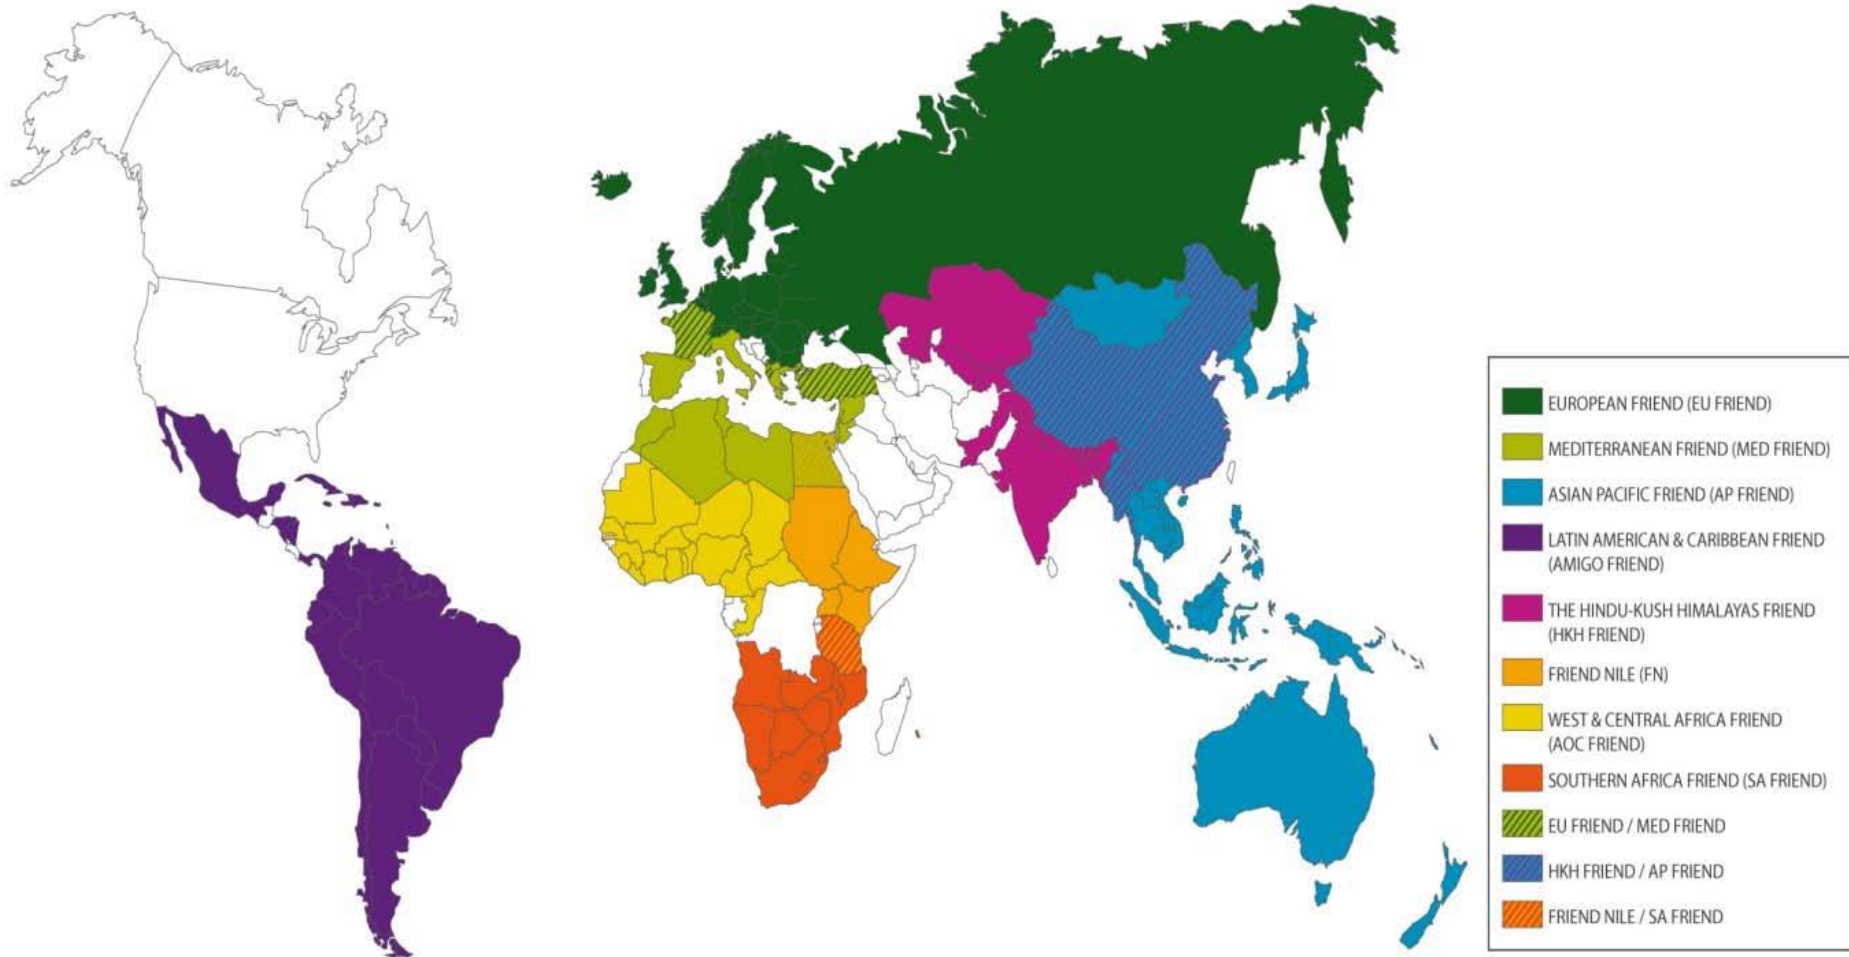 EUROPEAN FRIEND (EU FRIEND)
MEDITERRANEAN FRIEND (MED FRIEND)
ASIAN PACIFIC FRIEND (AP FRIEND)
LATIN AMERICAN & CARIBBEAN FRIEND
(AMIGO FRIEND)
THE HINDU-KUSH HIMALAYAS FRIEND
(HKH FRIEND)
FRIEND NILE (FN)
WEST & CENTRAL AFRICA FRIEND
(AOC FRIEND)
SOUTHERN AFRICA FRIEND (SA FRIEND)
EU FRIEND / MED FRIEND
HKH FRIEND / AP FRIEND
FRIEND NILE / SA FRIEND